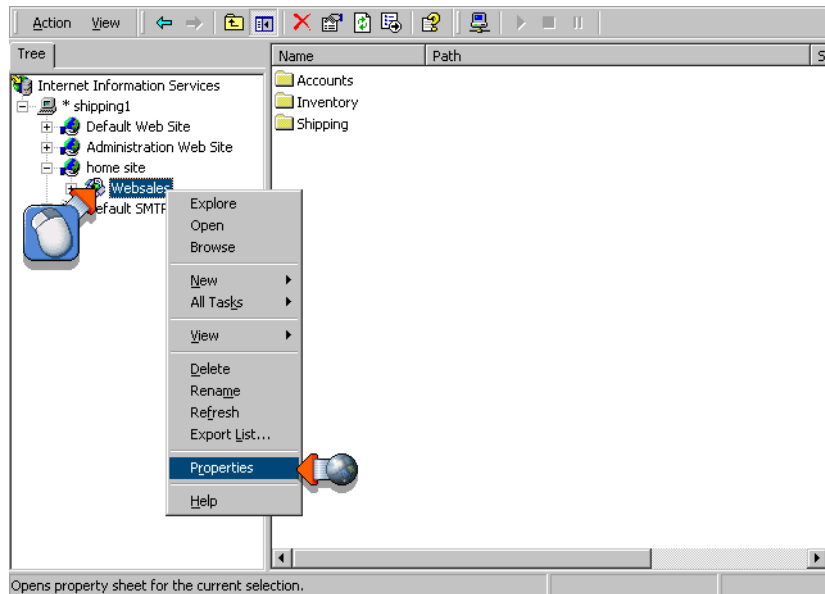 Action View
Tree
Name Path S
Internet Information Services
* shipping1
Default Web Site
Administration Web Site
home site
Websales
Default SMTP
Accounts
Inventory
Shipping
Explore
Open
Browse
New
All Tasks
View
Delete
Rename
Refresh
Export List...
Properties
Help
Opens property sheet for the current selection.